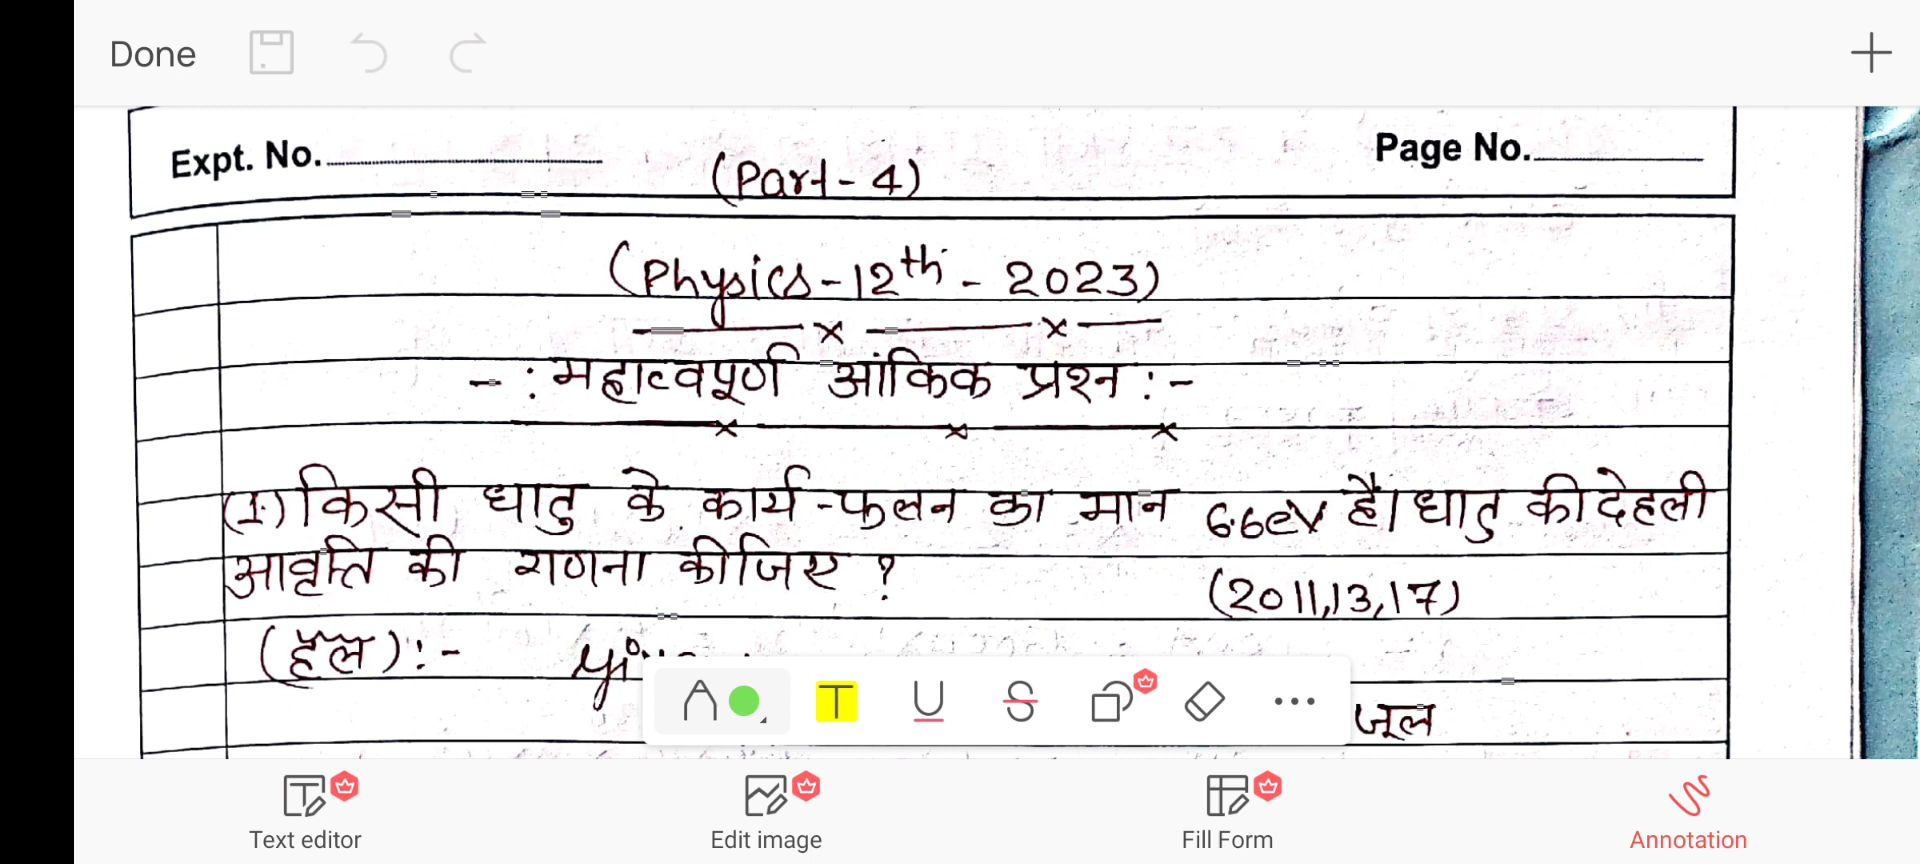 Done
Expt. No.
Page No.
(Part - 4)
(Physics - 12th - 2023)
- : महात्वपूर्ण आंकिक प्रश्न : -
(1.) किसी धातु के कार्य - फलन का मान 6.6eV है। धातु की देहली
आवृत्ति की गणना कीजिए ?
(2011,13,17)
(हल) : -
जूल
Text editor
Edit image
Fill Form
Annotation